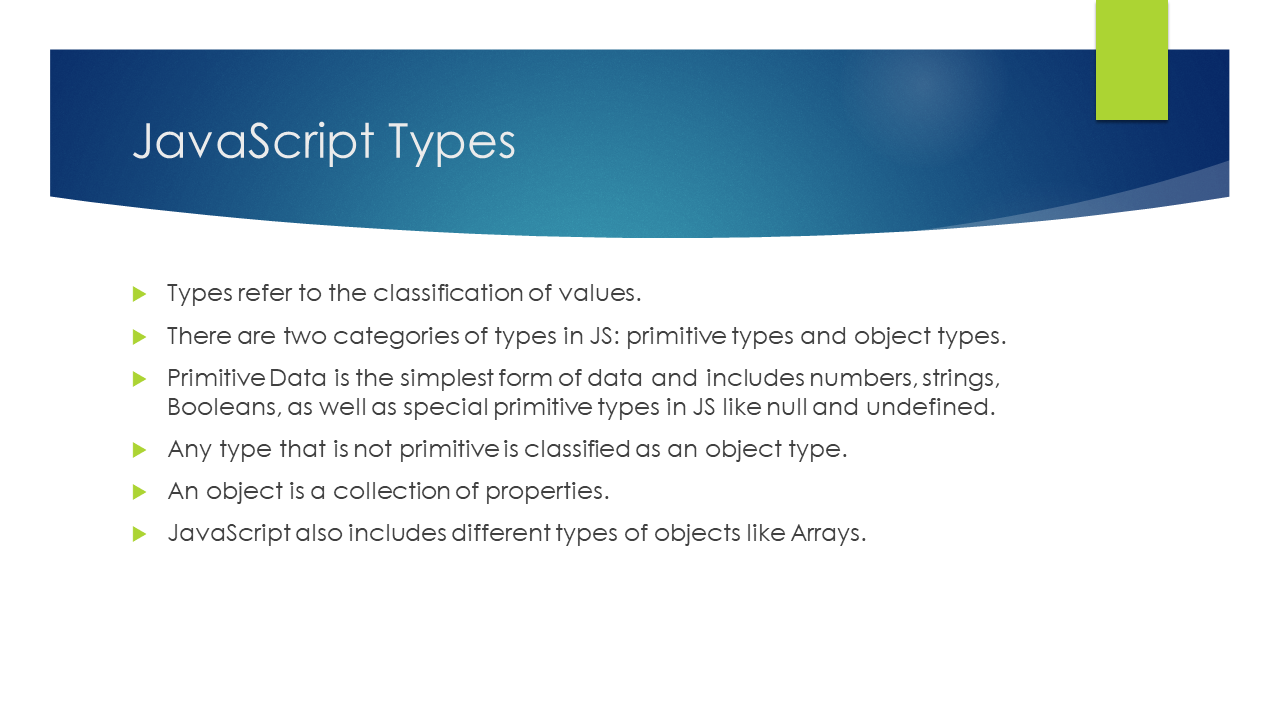 JavaScript Types
Types refer to the classification of values.
There are two categories of types in JS: primitive types and object types.
Primitive Data is the simplest form of data and includes numbers, strings,
Booleans, as well as special primitive types in JS like null and undefined.
Any type that is not primitive is classified as an object type.
An object is a collection of properties.
JavaScript also includes different types of objects like Arrays.